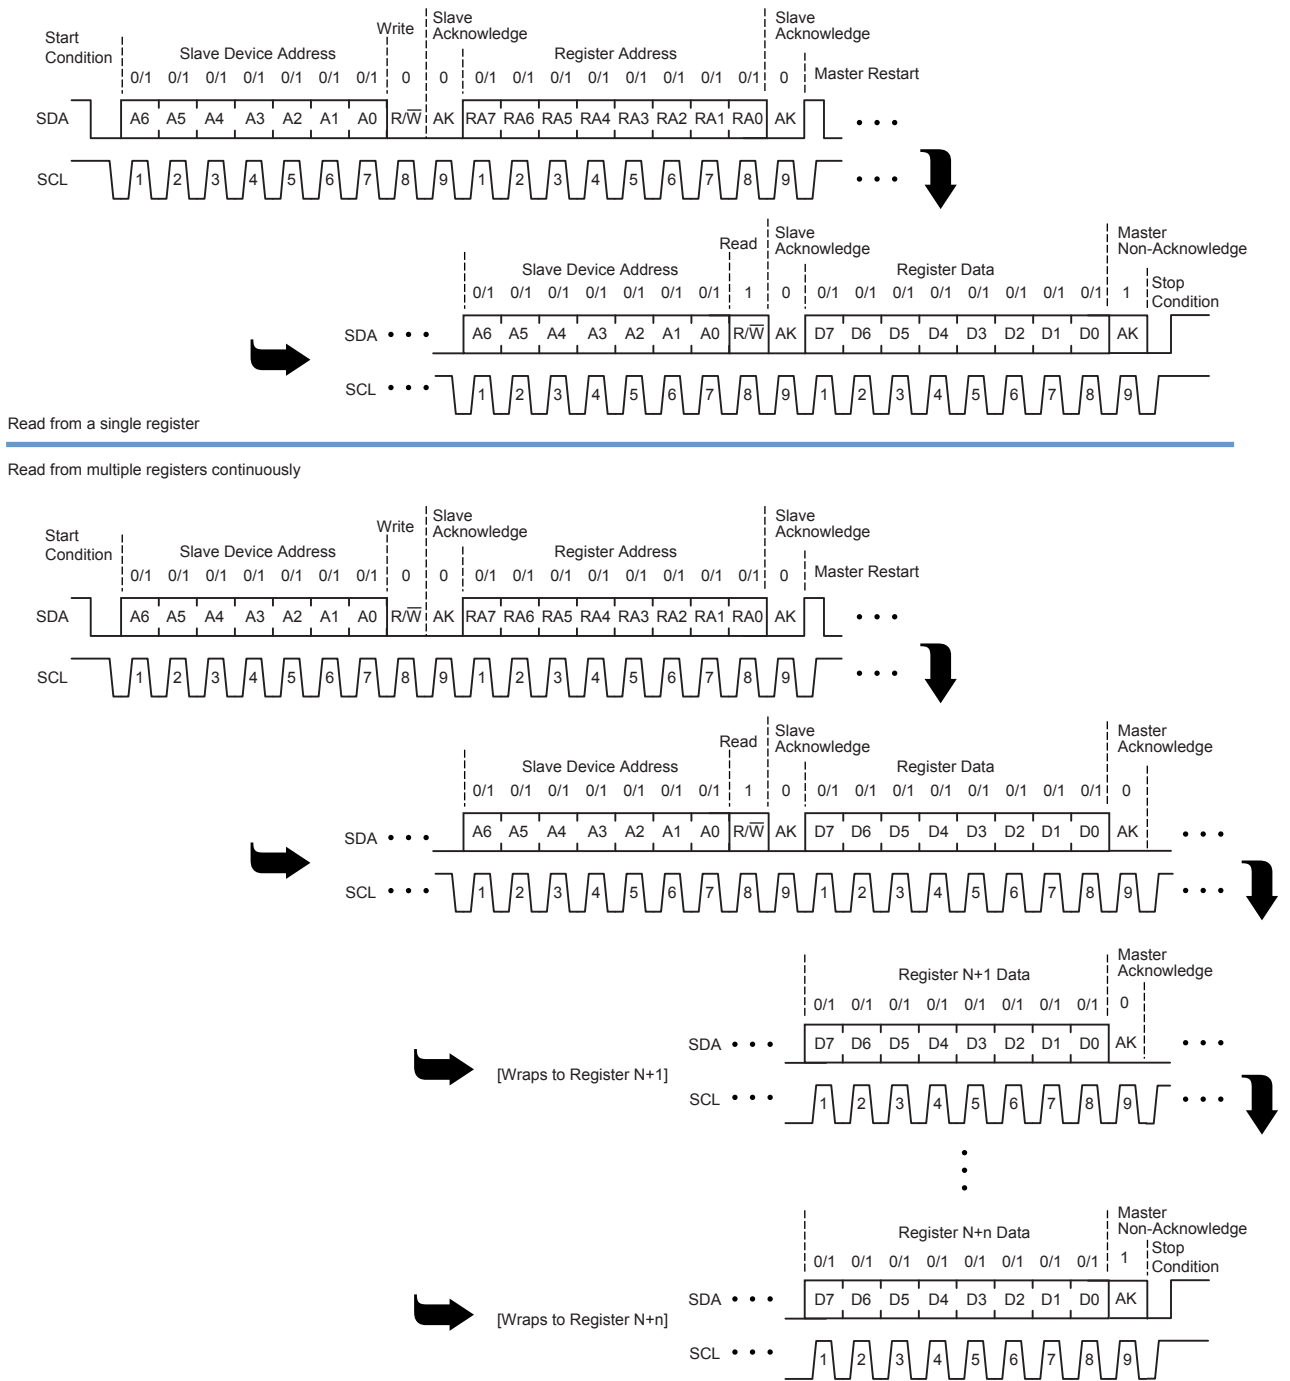 Start Condition Slave Device Address Write Slave Acknowledge Register Address Slave Acknowledge
0/1 0/1 0/1 0/1 0/1 0/1 0/1 0 0 0/1 0/1 0/1 0/1 0/1 0/1 0/1 0/1 0 Master Restart
SDA A6 A5 A4 A3 A2 A1 A0 R/W̅ AK RA7 RA6 RA5 RA4 RA3 RA2 RA1 RA0 AK • • •
SCL 1 2 3 4 5 6 7 8 9 1 2 3 4 5 6 7 8 9 • • •
Slave Device Address Read Slave Acknowledge Register Data Master Non-Acknowledge
0/1 0/1 0/1 0/1 0/1 0/1 0/1 1 0 0/1 0/1 0/1 0/1 0/1 0/1 0/1 0/1 1 Stop Condition
SDA • • • A6 A5 A4 A3 A2 A1 A0 R/W̅ AK D7 D6 D5 D4 D3 D2 D1 D0 AK
SCL • • • 1 2 3 4 5 6 7 8 9 1 2 3 4 5 6 7 8 9
Read from a single register
Read from multiple registers continuously
Start Condition Slave Device Address Write Slave Acknowledge Register Address Slave Acknowledge
0/1 0/1 0/1 0/1 0/1 0/1 0/1 0 0 0/1 0/1 0/1 0/1 0/1 0/1 0/1 0/1 0 Master Restart
SDA A6 A5 A4 A3 A2 A1 A0 R/W̅ AK RA7 RA6 RA5 RA4 RA3 RA2 RA1 RA0 AK • • •
SCL 1 2 3 4 5 6 7 8 9 1 2 3 4 5 6 7 8 9 • • •
Slave Device Address Read Slave Acknowledge Register Data Master Acknowledge
0/1 0/1 0/1 0/1 0/1 0/1 0/1 1 0 0/1 0/1 0/1 0/1 0/1 0/1 0/1 0/1 0
SDA • • • A6 A5 A4 A3 A2 A1 A0 R/W̅ AK D7 D6 D5 D4 D3 D2 D1 D0 AK • • •
SCL • • • 1 2 3 4 5 6 7 8 9 1 2 3 4 5 6 7 8 9 • • •
Register N+1 Data Master Acknowledge
0/1 0/1 0/1 0/1 0/1 0/1 0/1 0/1 0
SDA • • • D7 D6 D5 D4 D3 D2 D1 D0 AK • • •
[Wraps to Register N+1]
SCL • • • 1 2 3 4 5 6 7 8 9 • • •
Register N+n Data Master Non-Acknowledge
0/1 0/1 0/1 0/1 0/1 0/1 0/1 0/1 1 Stop Condition
SDA • • • D7 D6 D5 D4 D3 D2 D1 D0 AK
[Wraps to Register N+n]
SCL • • • 1 2 3 4 5 6 7 8 9